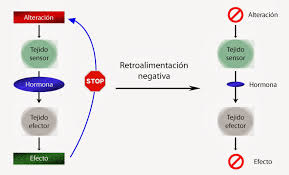 Alteración
Tejido
sensor
Hormona
Tejido
efector
Efecto
STOP
Retroalimentación
negativa
Alteración
Tejido
sensor
Hormona
Tejido
efector
Efecto